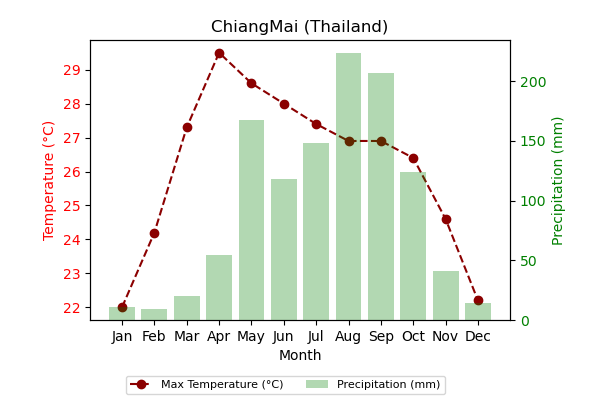 ChiangMai (Thailand)
29
28
27
26
25
24
23
22
Temperature (°C)
200
150
100
50
0
Precipitation (mm)
Jan Feb Mar Apr May Jun Jul Aug Sep Oct Nov Dec
Month
Max Temperature (°C) Precipitation (mm)